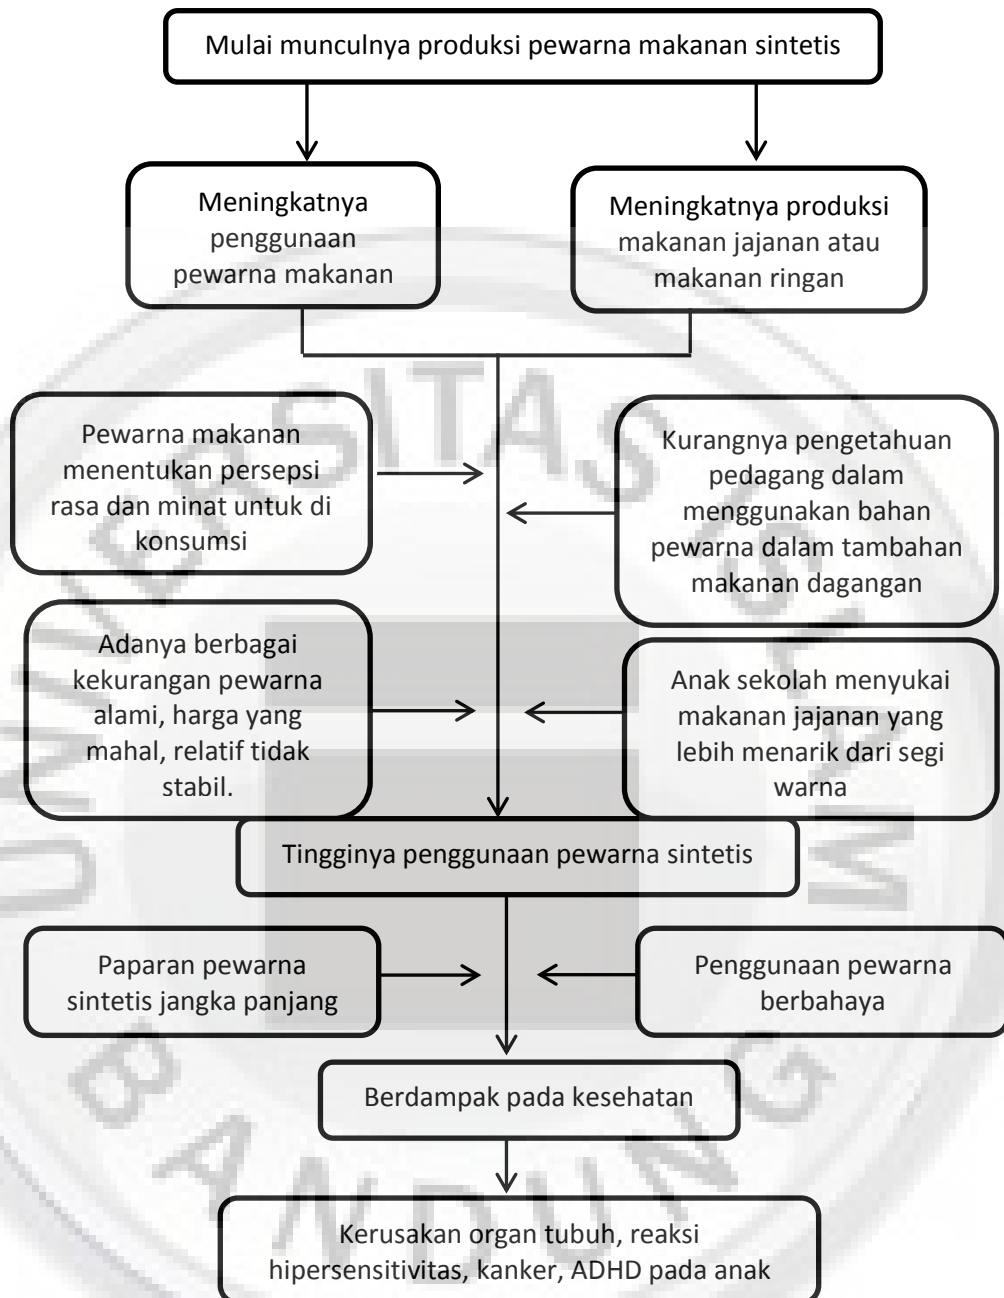 Mulai munculnya produksi pewarna makanan sintetis
Meningkatnya
penggunaan
pewarna makanan
Meningkatnya produksi
makanan jajanan atau
makanan ringan
Pewarna makanan
menentukan persepsi
rasa dan minat untuk di
konsumsi
Kurangnya pengetahuan
pedagang dalam
menggunakan bahan
pewarna dalam tambahan
makanan dagangan
Adanya berbagai
kekurangan pewarna
alami, harga yang
mahal, relatif tidak
stabil.
Anak sekolah menyukai
makanan jajanan yang
lebih menarik dari segi
warna
Tingginya penggunaan pewarna sintetis
Paparan pewarna
sintetis jangka panjang
Penggunaan pewarna
berbahaya
Berdampak pada kesehatan
Kerusakan organ tubuh, reaksi
hipersensitivitas, kanker, ADHD pada anak
UNIVERSITAS ISLAM
BANDUNG